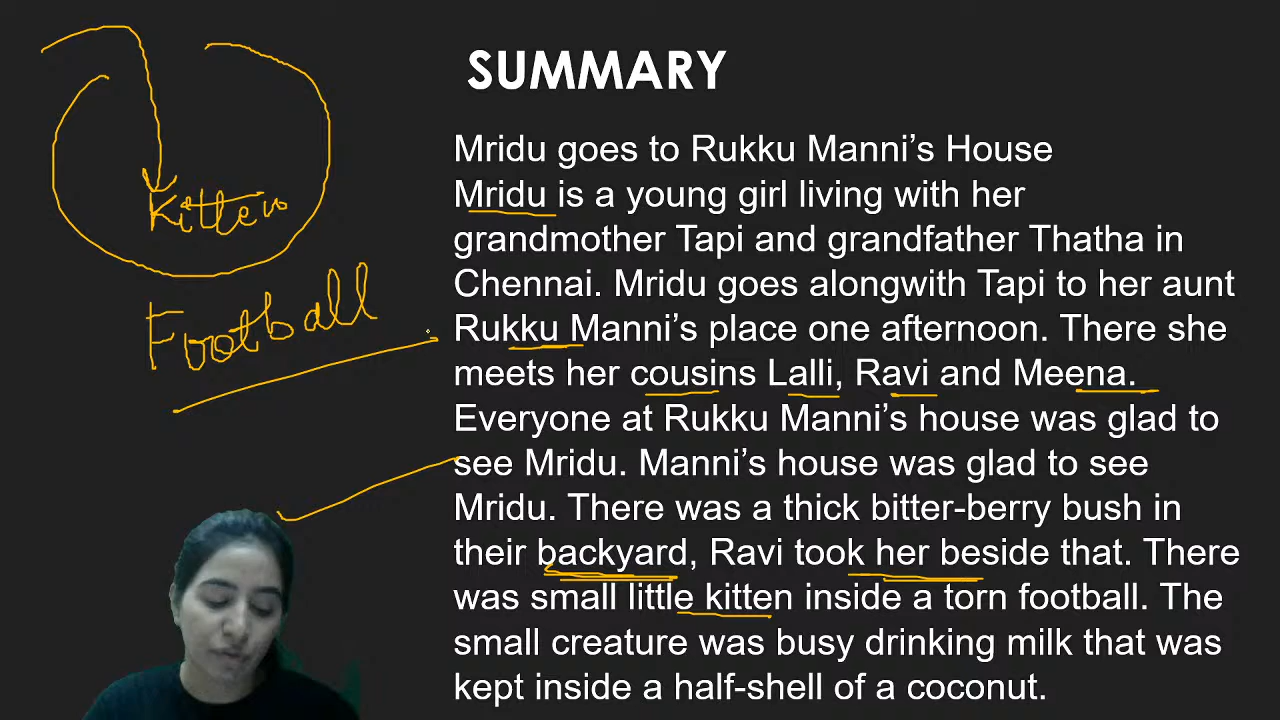 Kitten
Football
SUMMARY
Mridu goes to Rukku Manni's House
Mridu is a young girl living with her
grandmother Tapi and grandfather Thatha in
Chennai. Mridu goes alongwith Tapi to her aunt
Rukku Manni's place one afternoon. There she
meets her cousins Lalli, Ravi and Meena.
Everyone at Rukku Manni's house was glad to
see Mridu. Manni's house was glad to see
Mridu. There was a thick bitter-berry bush in
their backyard, Ravi took her beside that. There
was small little kitten inside a torn football. The
small creature was busy drinking milk that was
kept inside a half-shell of a coconut.